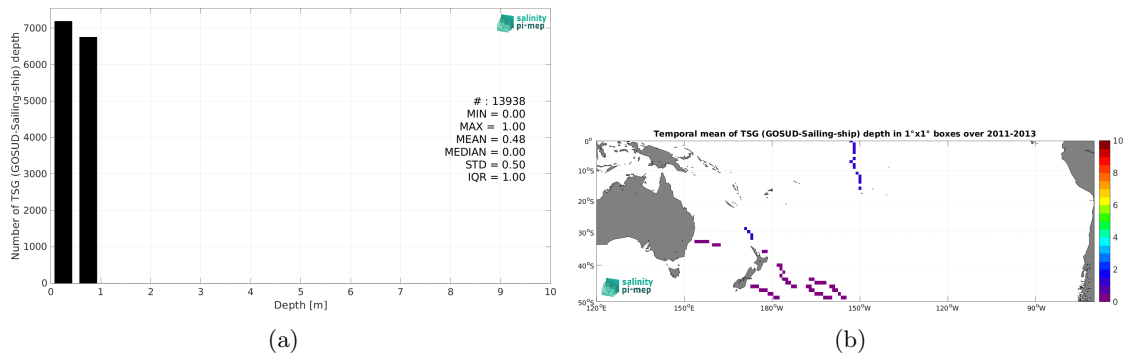 salinity
pi-mep
Number of TSG (GOSUD-Sailing-ship) depth
7000
6000
5000
4000
3000
2000
1000
0
# : 13938
MIN = 0.00
MAX = 1.00
MEAN = 0.48
MEDIAN = 0.00
STD = 0.50
IQR = 1.00
0 1 2 3 4 5 6 7 8 9 10
Depth [m]
(a)
Temporal mean of TSG (GOSUD-Sailing-ship) depth in 1°x1° boxes over 2011-2013
0°
10°S
20°S
30°S
40°S
50°S
120°E 150°E 180°W 150°W 120°W 90°W
10
8
6
4
2
0
salinity
pi-mep
(b)